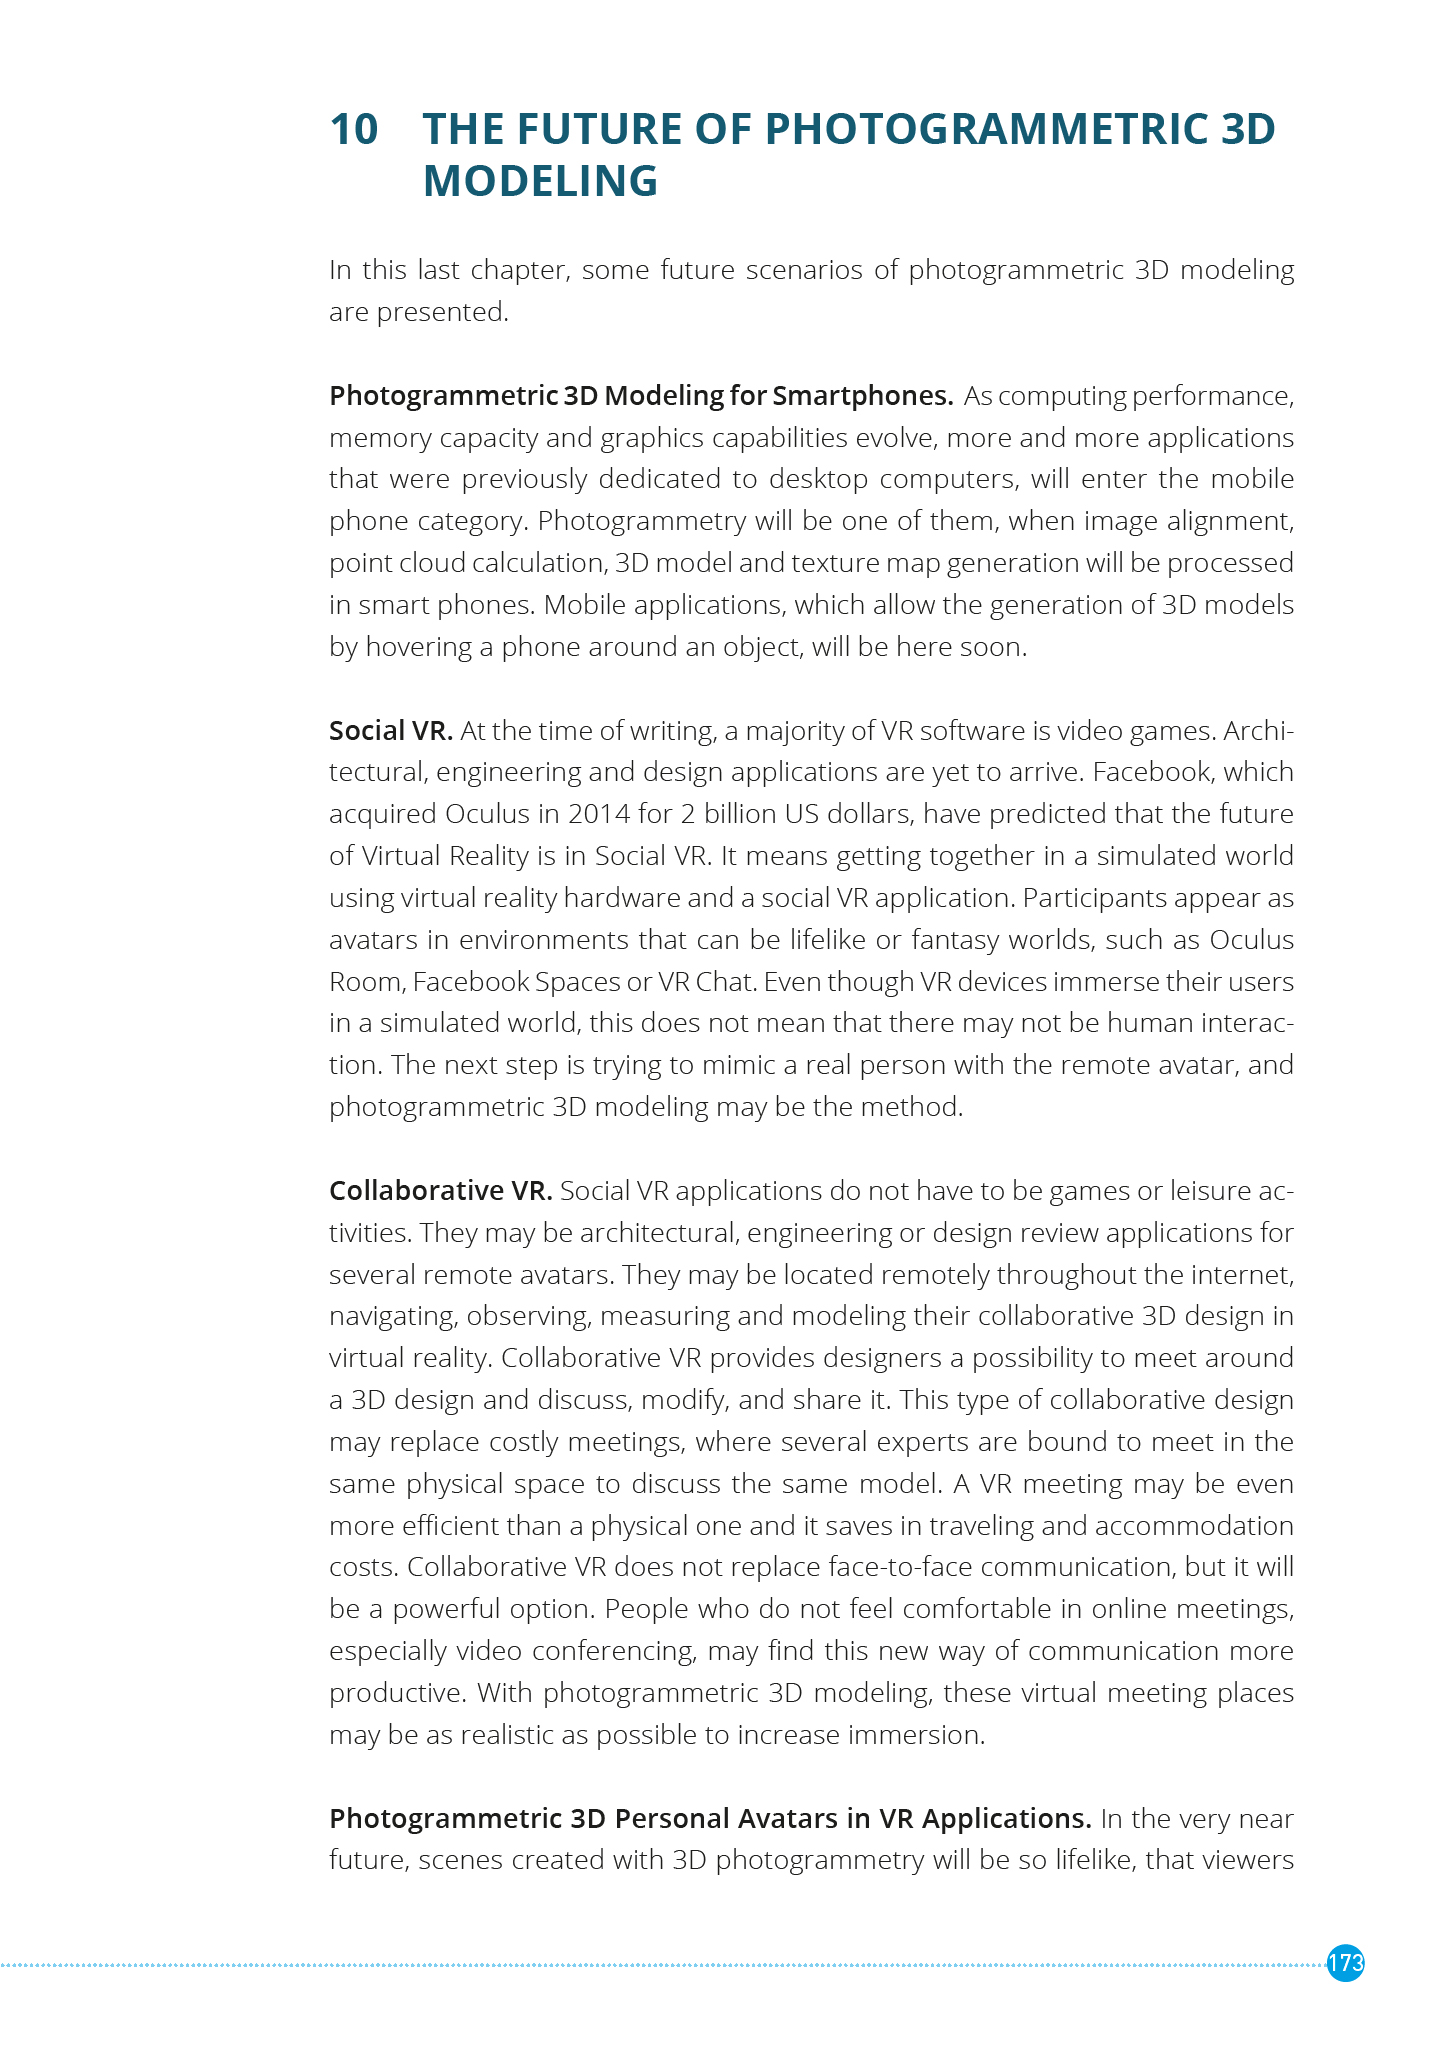 10 THE FUTURE OF PHOTOGRAMMETRIC 3D
MODELING
In this last chapter, some future scenarios of photogrammetric 3D modeling
are presented.
Photogrammetric 3D Modeling for Smartphones. As computing performance,
memory capacity and graphics capabilities evolve, more and more applications
that were previously dedicated to desktop computers, will enter the mobile
phone category. Photogrammetry will be one of them, when image alignment,
point cloud calculation, 3D model and texture map generation will be processed
in smart phones. Mobile applications, which allow the generation of 3D models
by hovering a phone around an object, will be here soon.
Social VR. At the time of writing, a majority of VR software is video games. Archi-
tectural, engineering and design applications are yet to arrive. Facebook, which
acquired Oculus in 2014 for 2 billion US dollars, have predicted that the future
of Virtual Reality is in Social VR. It means getting together in a simulated world
using virtual reality hardware and a social VR application. Participants appear as
avatars in environments that can be lifelike or fantasy worlds, such as Oculus
Room, Facebook Spaces or VR Chat. Even though VR devices immerse their users
in a simulated world, this does not mean that there may not be human interac-
tion. The next step is trying to mimic a real person with the remote avatar, and
photogrammetric 3D modeling may be the method.
Collaborative VR. Social VR applications do not have to be games or leisure ac-
tivities. They may be architectural, engineering or design review applications for
several remote avatars. They may be located remotely throughout the internet,
navigating, observing, measuring and modeling their collaborative 3D design in
virtual reality. Collaborative VR provides designers a possibility to meet around
a 3D design and discuss, modify, and share it. This type of collaborative design
may replace costly meetings, where several experts are bound to meet in the
same physical space to discuss the same model. A VR meeting may be even
more efficient than a physical one and it saves in traveling and accommodation
costs. Collaborative VR does not replace face-to-face communication, but it will
be a powerful option. People who do not feel comfortable in online meetings,
especially video conferencing, may find this new way of communication more
productive. With photogrammetric 3D modeling, these virtual meeting places
may be as realistic as possible to increase immersion.
Photogrammetric 3D Personal Avatars in VR Applications. In the very near
future, scenes created with 3D photogrammetry will be so lifelike, that viewers
173